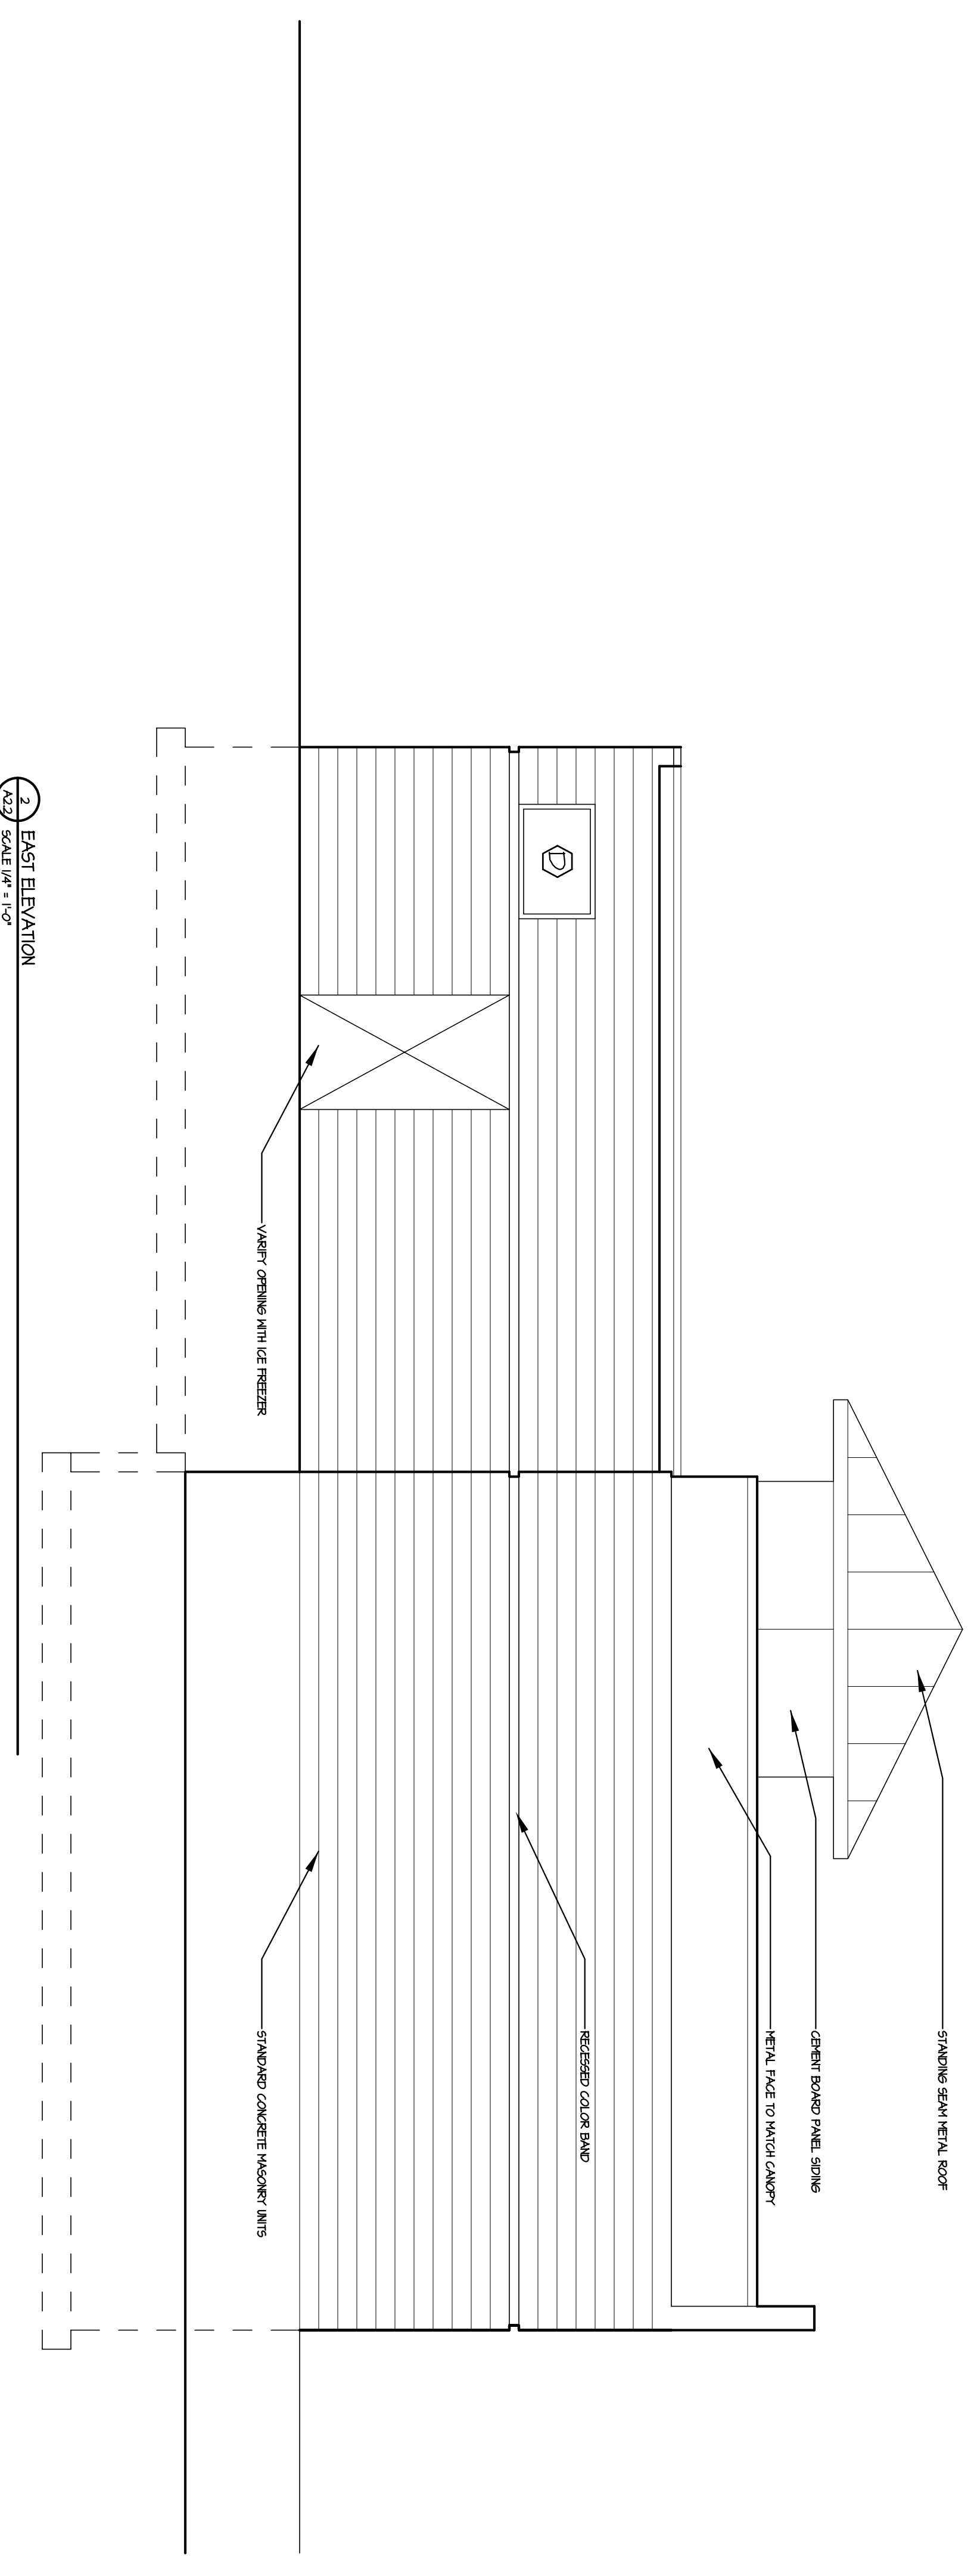 STANDING SEAM METAL ROOF
CEMENT BOARD PANEL SIDING
METAL FACE TO MATCH CANOPY
D
RECESSED COLOR BAND
VARIFY OPENING WITH ICE FREEZER
STANDARD CONCRETE MASONRY UNITS
2
A2.2
EAST ELEVATION
SCALE 1/4" = 1'-0"